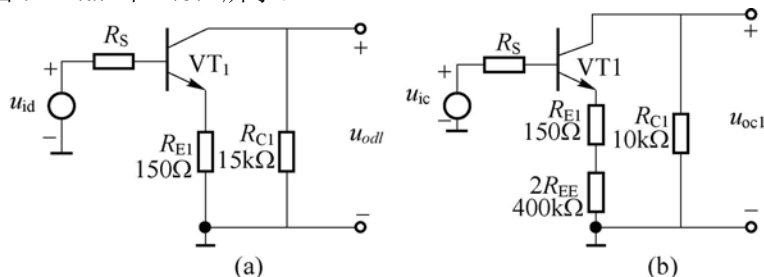 R_S
VT_1
+
u_id
−
R_E1
150Ω
R_C1
15kΩ
+
u_odl
−
(a)
R_S
VT1
+
u_ic
−
R_E1
150Ω
2R_EE
400kΩ
R_C1
10kΩ
+
u_oc1
−
(b)